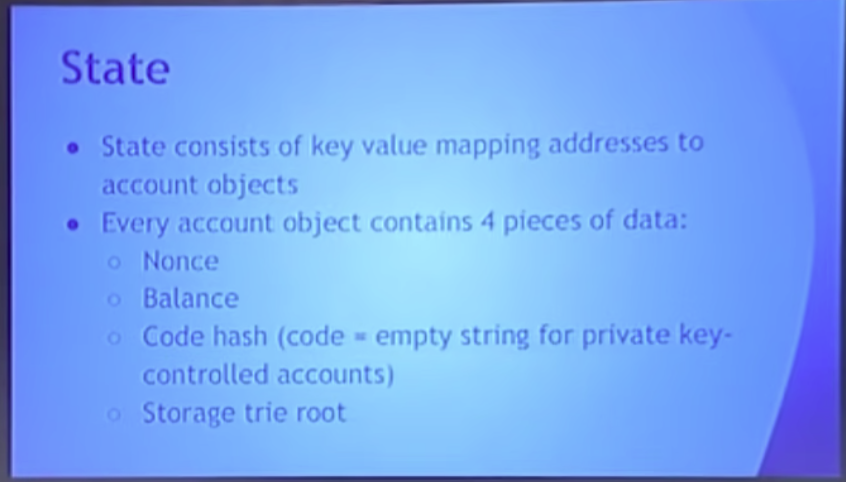 State
• State consists of key value mapping addresses to
account objects
• Every account object contains 4 pieces of data:
○ Nonce
○ Balance
○ Code hash (code = empty string for private key-
controlled accounts)
○ Storage trie root